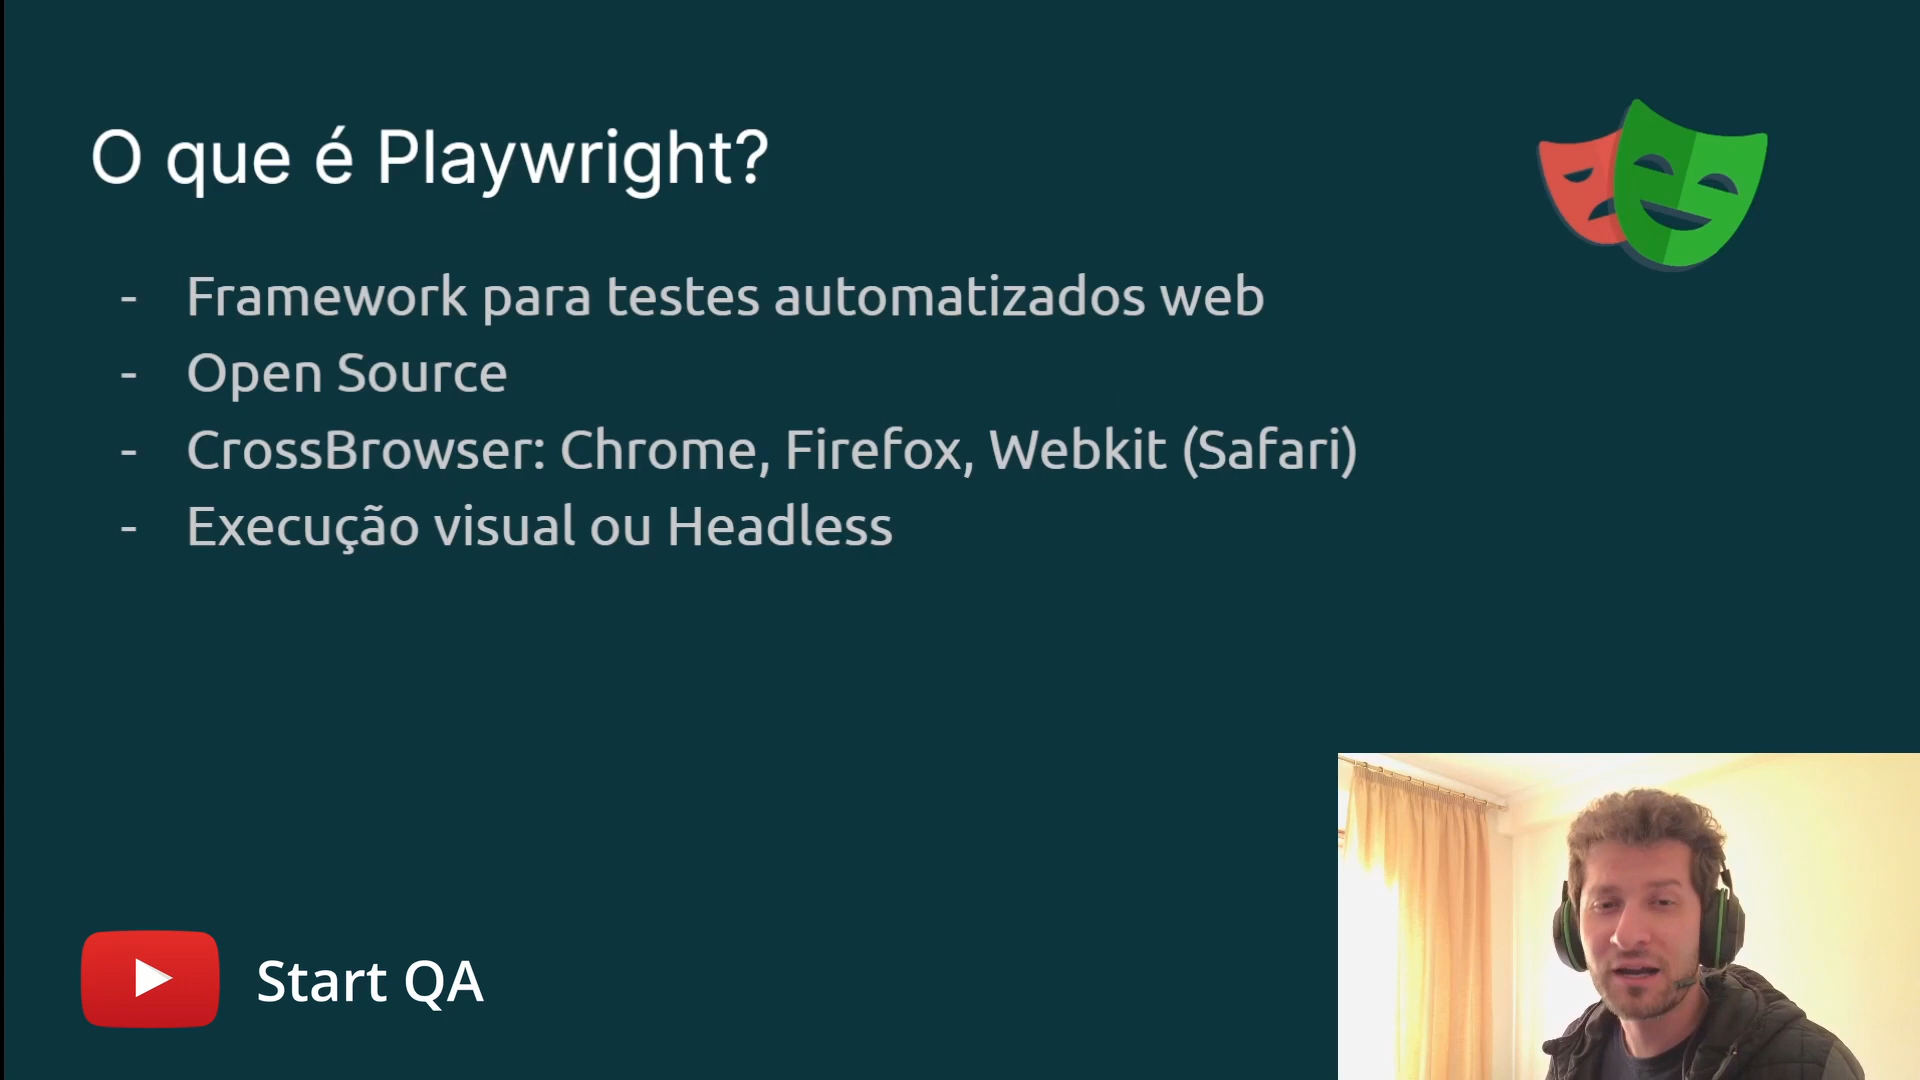 O que é Playwright?
- Framework para testes automatizados web
- Open Source
- CrossBrowser: Chrome, Firefox, Webkit (Safari)
- Execução visual ou Headless
Start QA